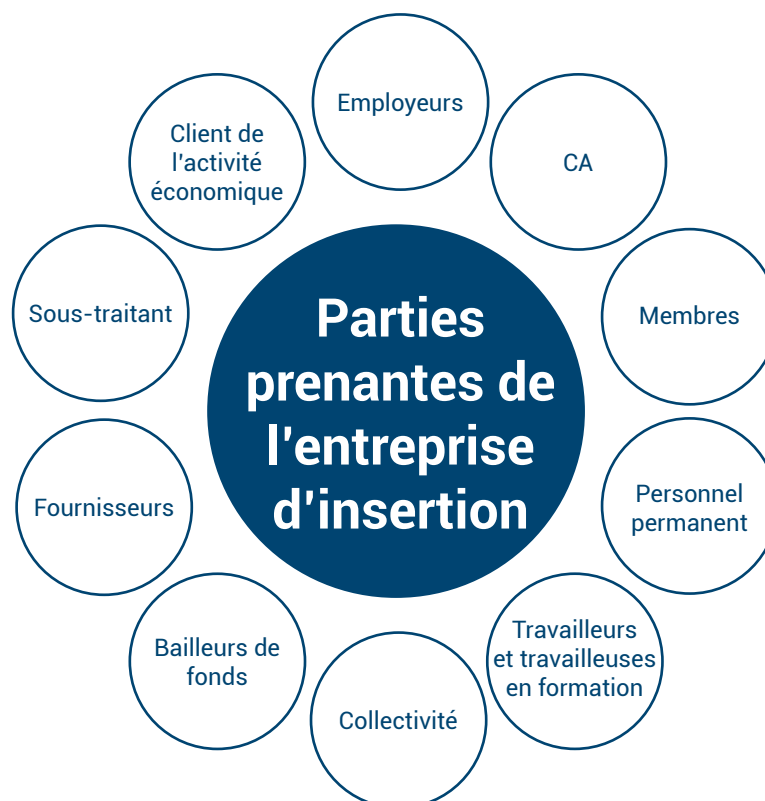 Employeurs
CA
Membres
Personnel
permanent
Travailleurs
et travailleuses
en formation
Collectivité
Bailleurs de
fonds
Fournisseurs
Sous-traitant
Client de
l'activité
économique
Parties
prenantes de
l'entreprise
d'insertion